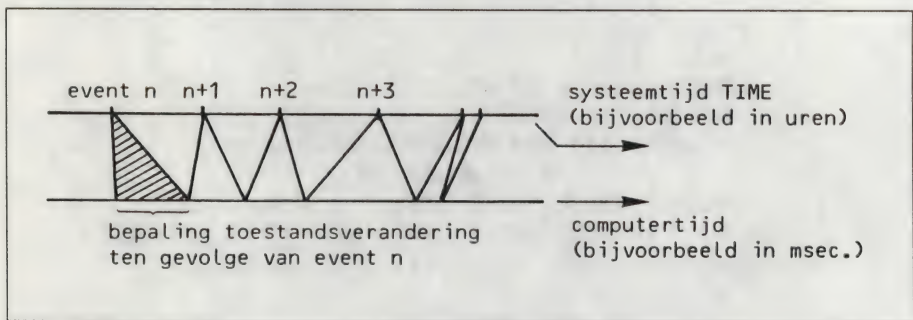 event n n+1 n+2 n+3
systeemtijd TIME
(bijvoorbeeld in uren)
computertijd
(bijvoorbeeld in msec.)
bepaling toestandsverandering
ten gevolge van event n